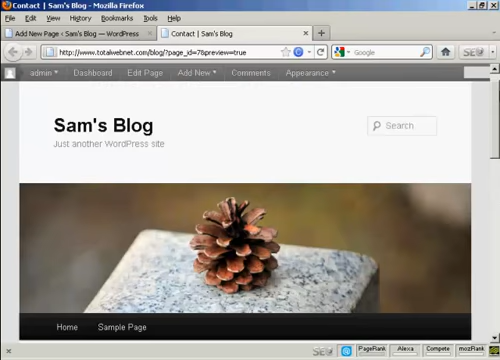 Contact | Sam's Blog - Mozilla Firefox
Edit View History Bookmarks Tools Help
Add New Page < Sam's Blog — WordPress × Contact | Sam's Blog × +
http://www.totalwebnet.com/blog/?page_id=7&preview=true
Google
SEO
admin Dashboard Edit Page Add New Comments Appearance
Sam's Blog
Just another WordPress site
Search
Home Sample Page
SEO PageRank Alexa Compete mozRank